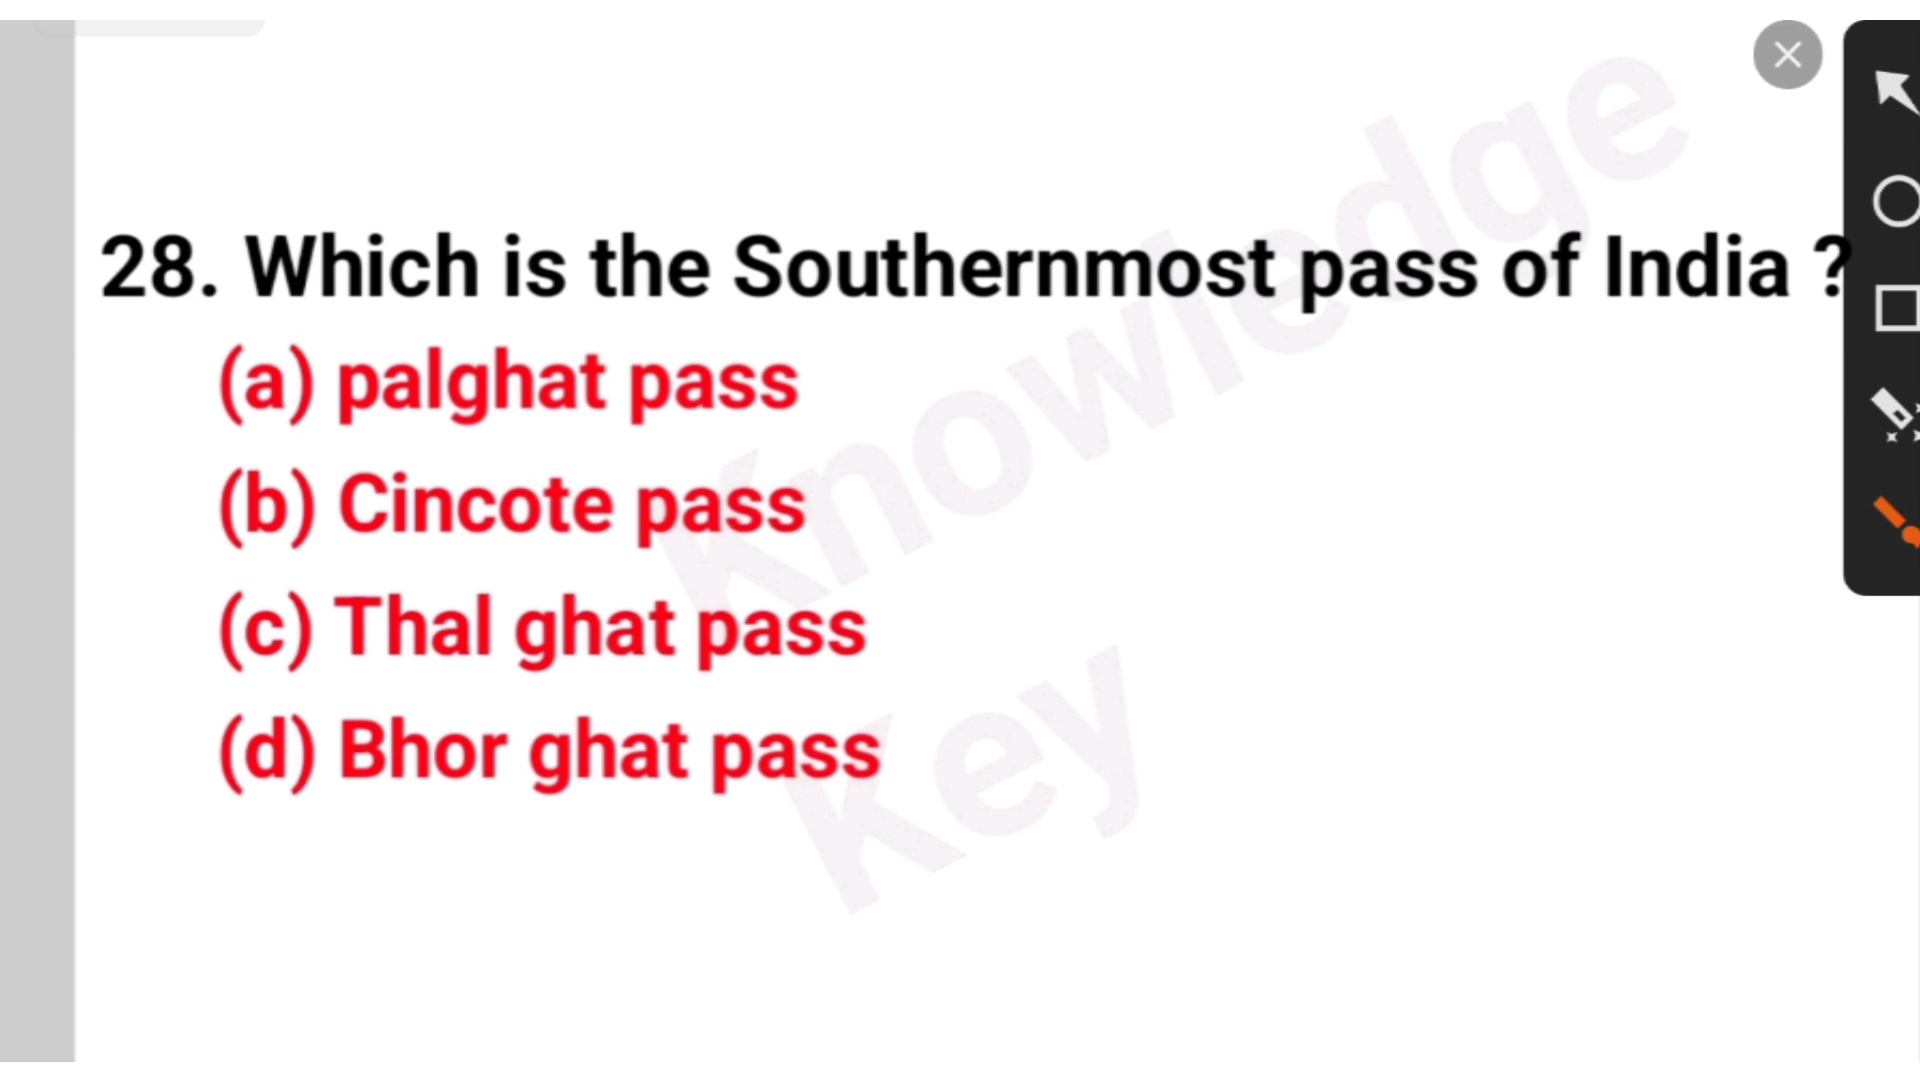 28. Which is the Southernmost pass of India ?
(a) palghat pass
(b) Cincote pass
(c) Thal ghat pass
(d) Bhor ghat pass
Knowledge
Key